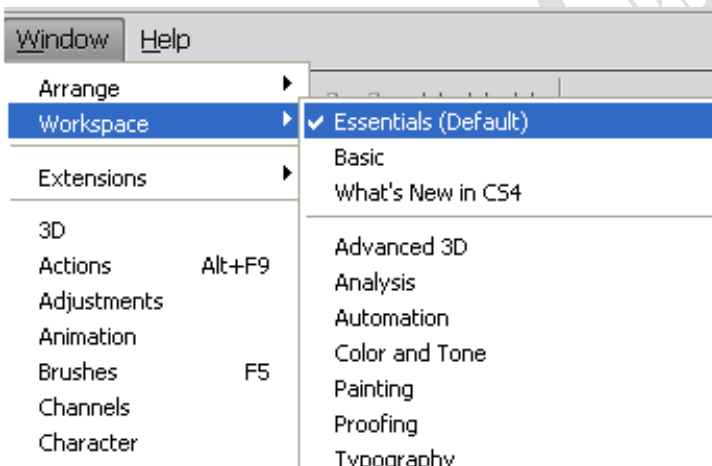 Window Help
Arrange
Workspace
Extensions
3D
Actions Alt+F9
Adjustments
Animation
Brushes F5
Channels
Character
Essentials (Default)
Basic
What's New in CS4
Advanced 3D
Analysis
Automation
Color and Tone
Painting
Proofing
Typography